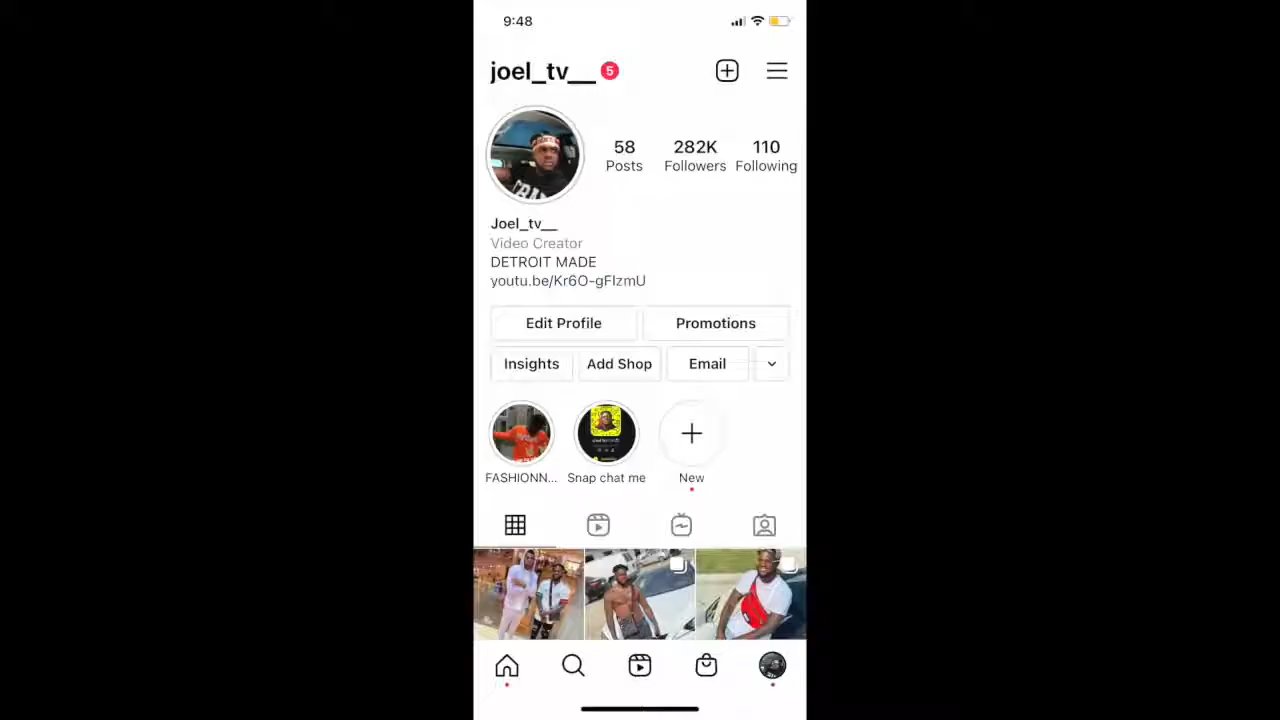 9:48
joel_tv__ 5
58 282K 110
Posts Followers Following
Joel_tv__
Video Creator
DETROIT MADE
youtu.be/Kr6O-gFIzmU
Edit Profile Promotions
Insights Add Shop Email
FASHIONN... Snap chat me New